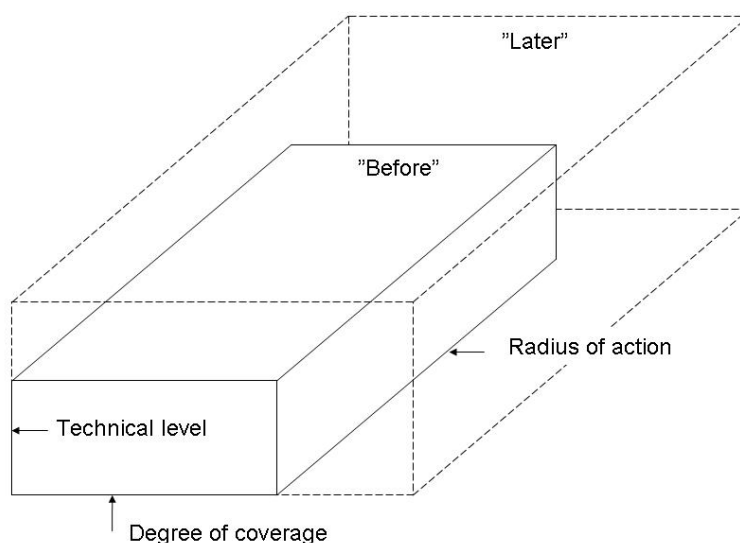 ”Later”
”Before”
Radius of action
Technical level
Degree of coverage